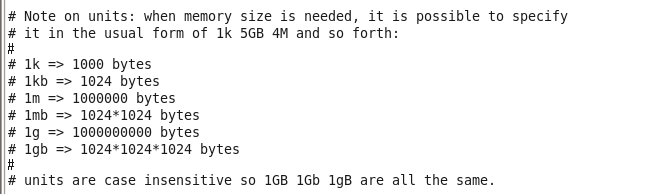 # Note on units: when memory size is needed, it is possible to specify
# it in the usual form of 1k 5GB 4M and so forth:
#
# 1k => 1000 bytes
# 1kb => 1024 bytes
# 1m => 1000000 bytes
# 1mb => 1024*1024 bytes
# 1g => 1000000000 bytes
# 1gb => 1024*1024*1024 bytes
#
# units are case insensitive so 1GB 1Gb 1gB are all the same.